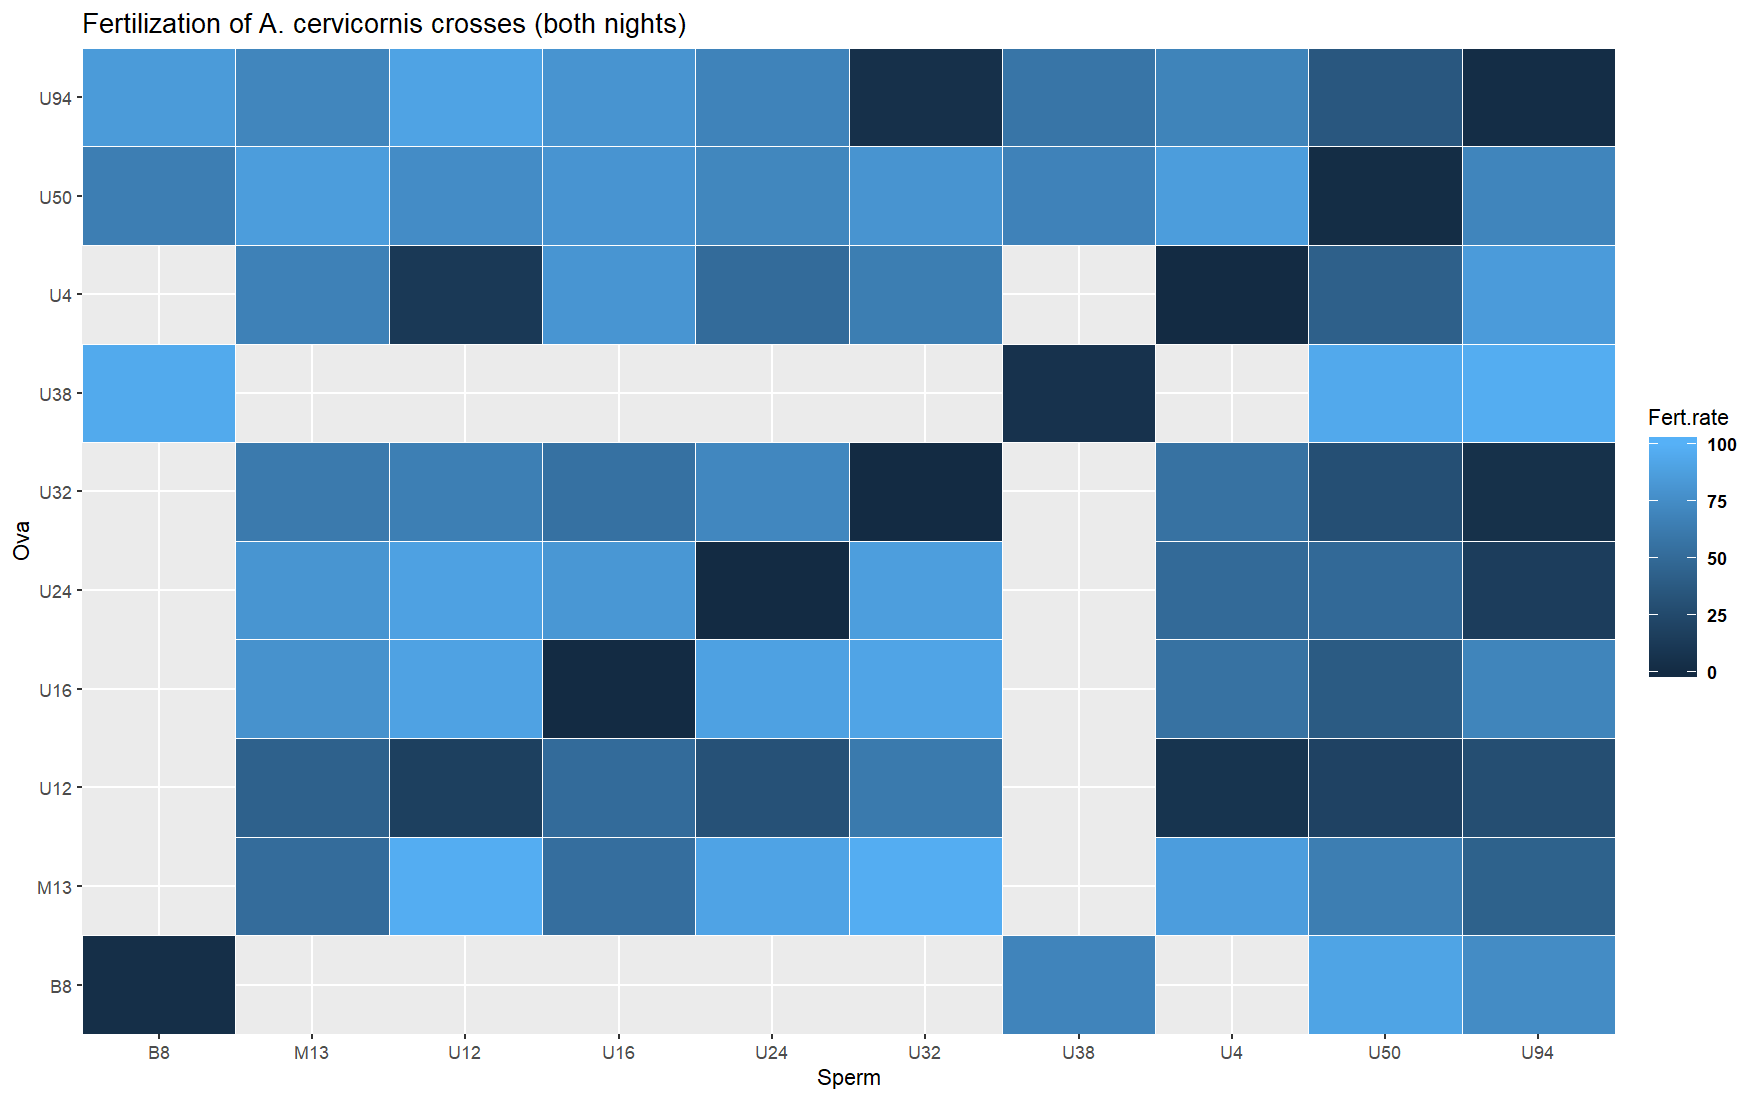 Fertilization of A. cervicornis crosses (both nights)
U94
U50
U4
U38
U32
U24
U16
U12
M13
B8
Ova
B8 M13 U12 U16 U24 U32 U38 U4 U50 U94
Sperm
Fert.rate
100
75
50
25
0